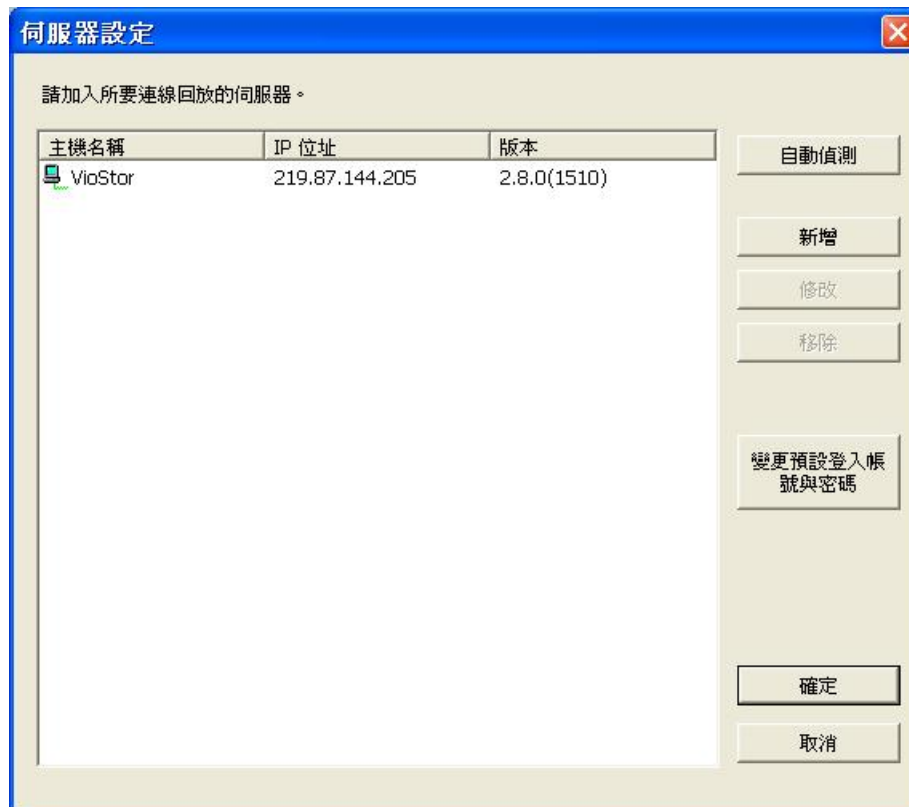 伺服器設定
請加入所要連線回放的伺服器。
主機名稱 IP 位址 版本
VioStor 219.87.144.205 2.8.0(1510)
自動偵測
新增
修改
移除
變更預設登入帳
號與密碼
確定
取消